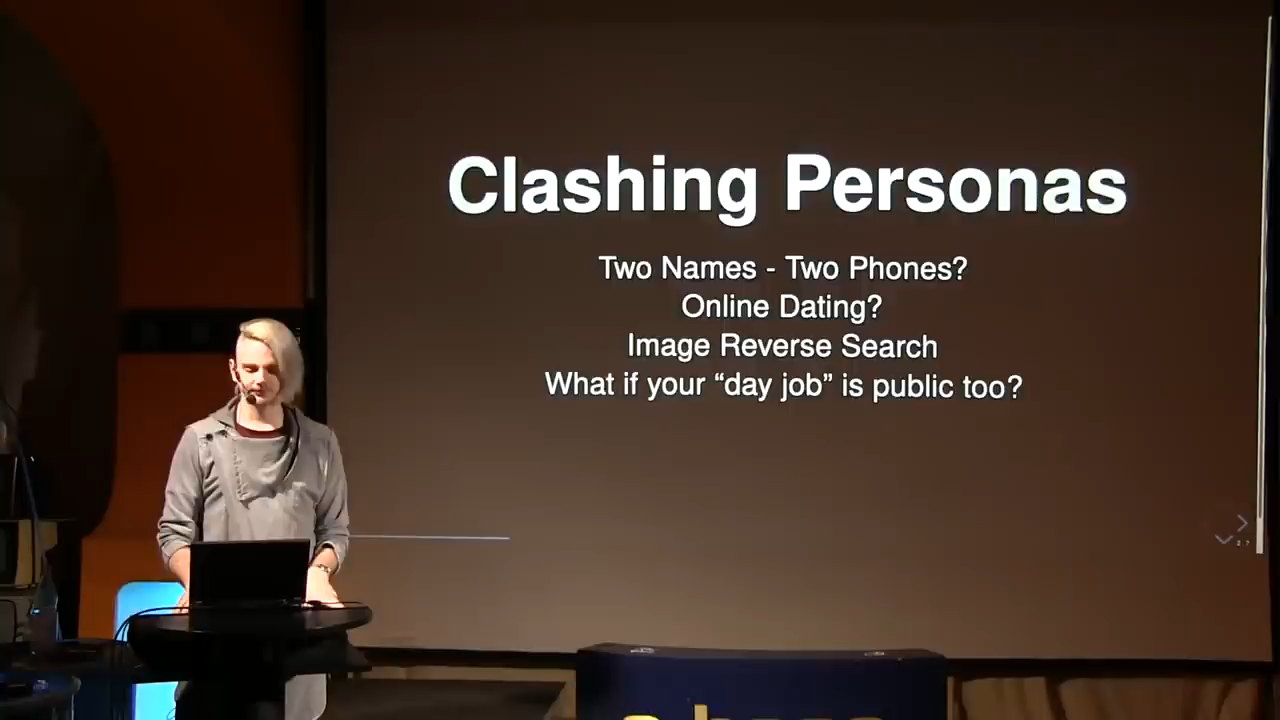 Clashing Personas
Two Names - Two Phones?
Online Dating?
Image Reverse Search
What if your “day job” is public too?